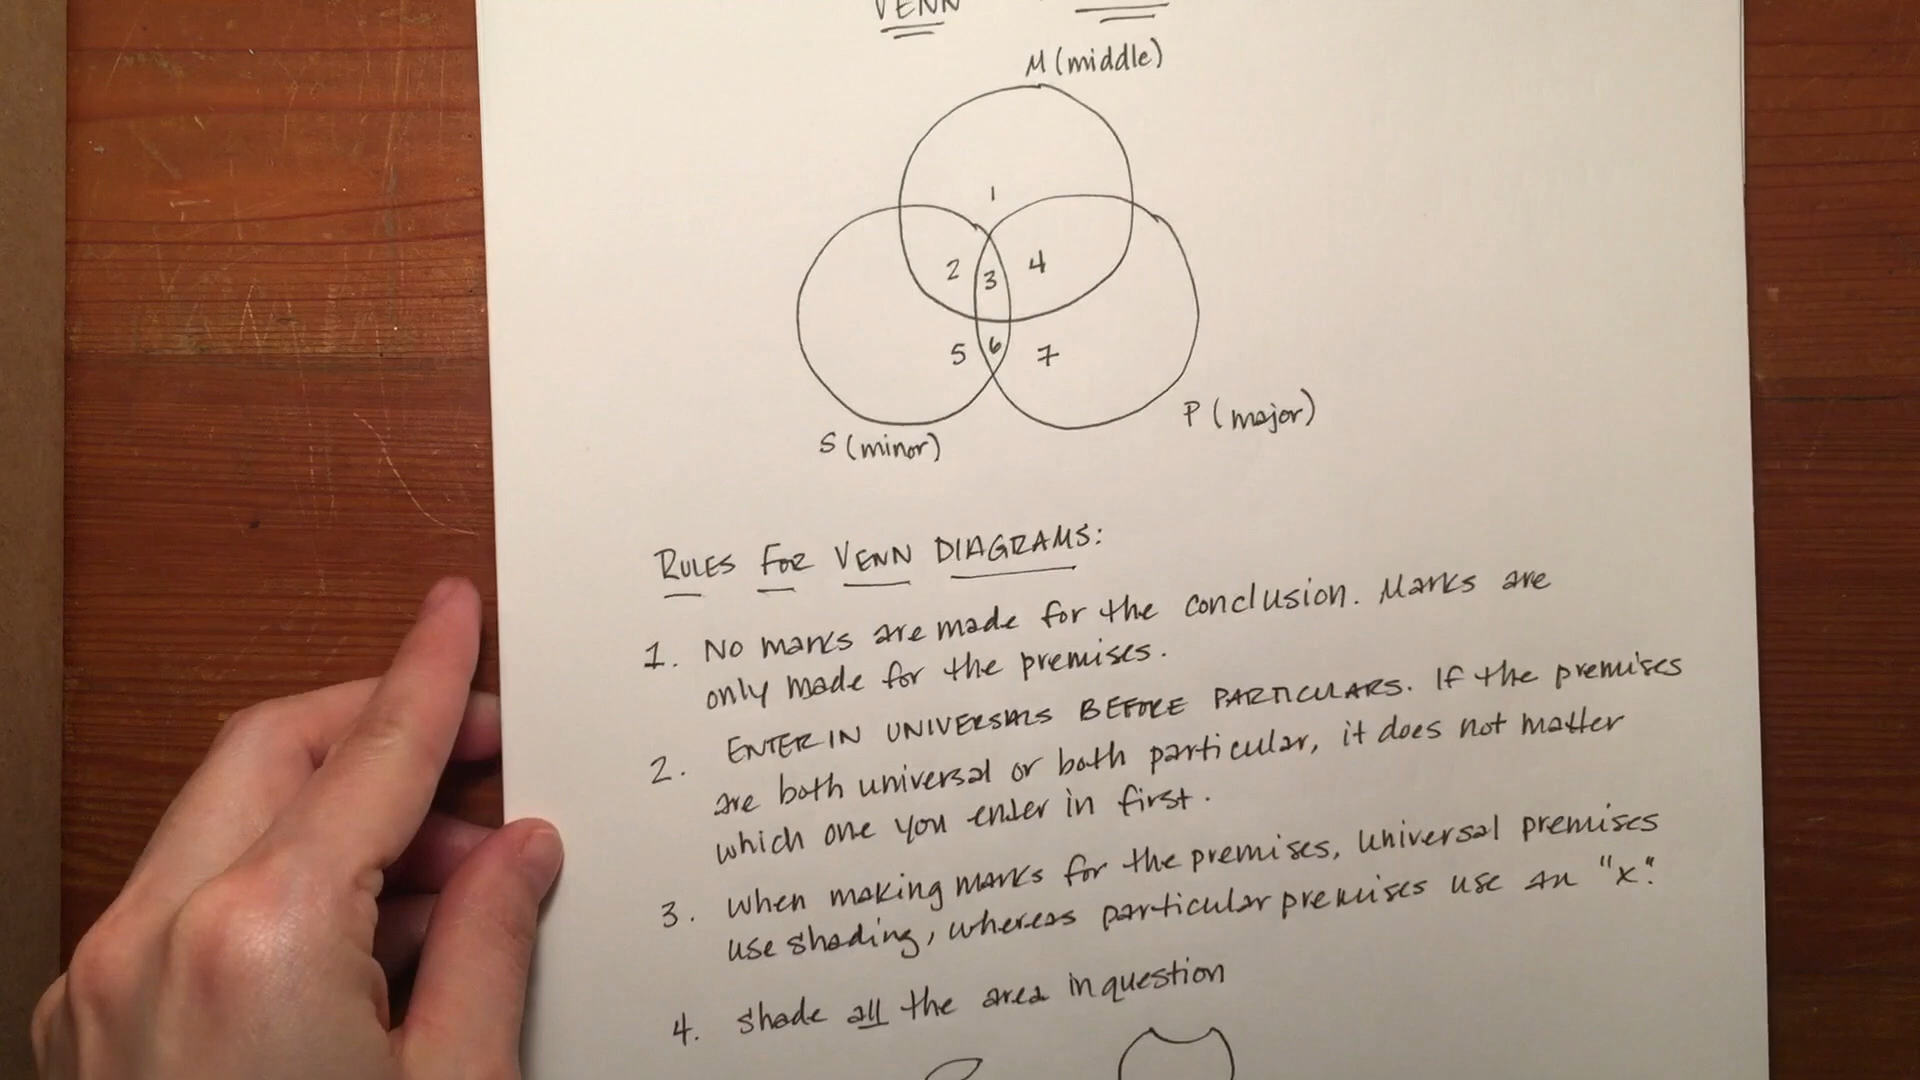 VENN
M (middle)
1
2 3 4
5 6 7
P (major)
S (minor)
RULES FOR VENN DIAGRAMS:
1. No marks are made for the conclusion. Marks are
only made for the premises.
2. ENTER IN UNIVERSALS BEFORE PARTICULARS. If the premises
are both universal or both particular, it does not matter
which one you enter in first.
3. When making marks for the premises, universal premises
use shading, whereas particular premises use an "x".
4. Shade all the area in question